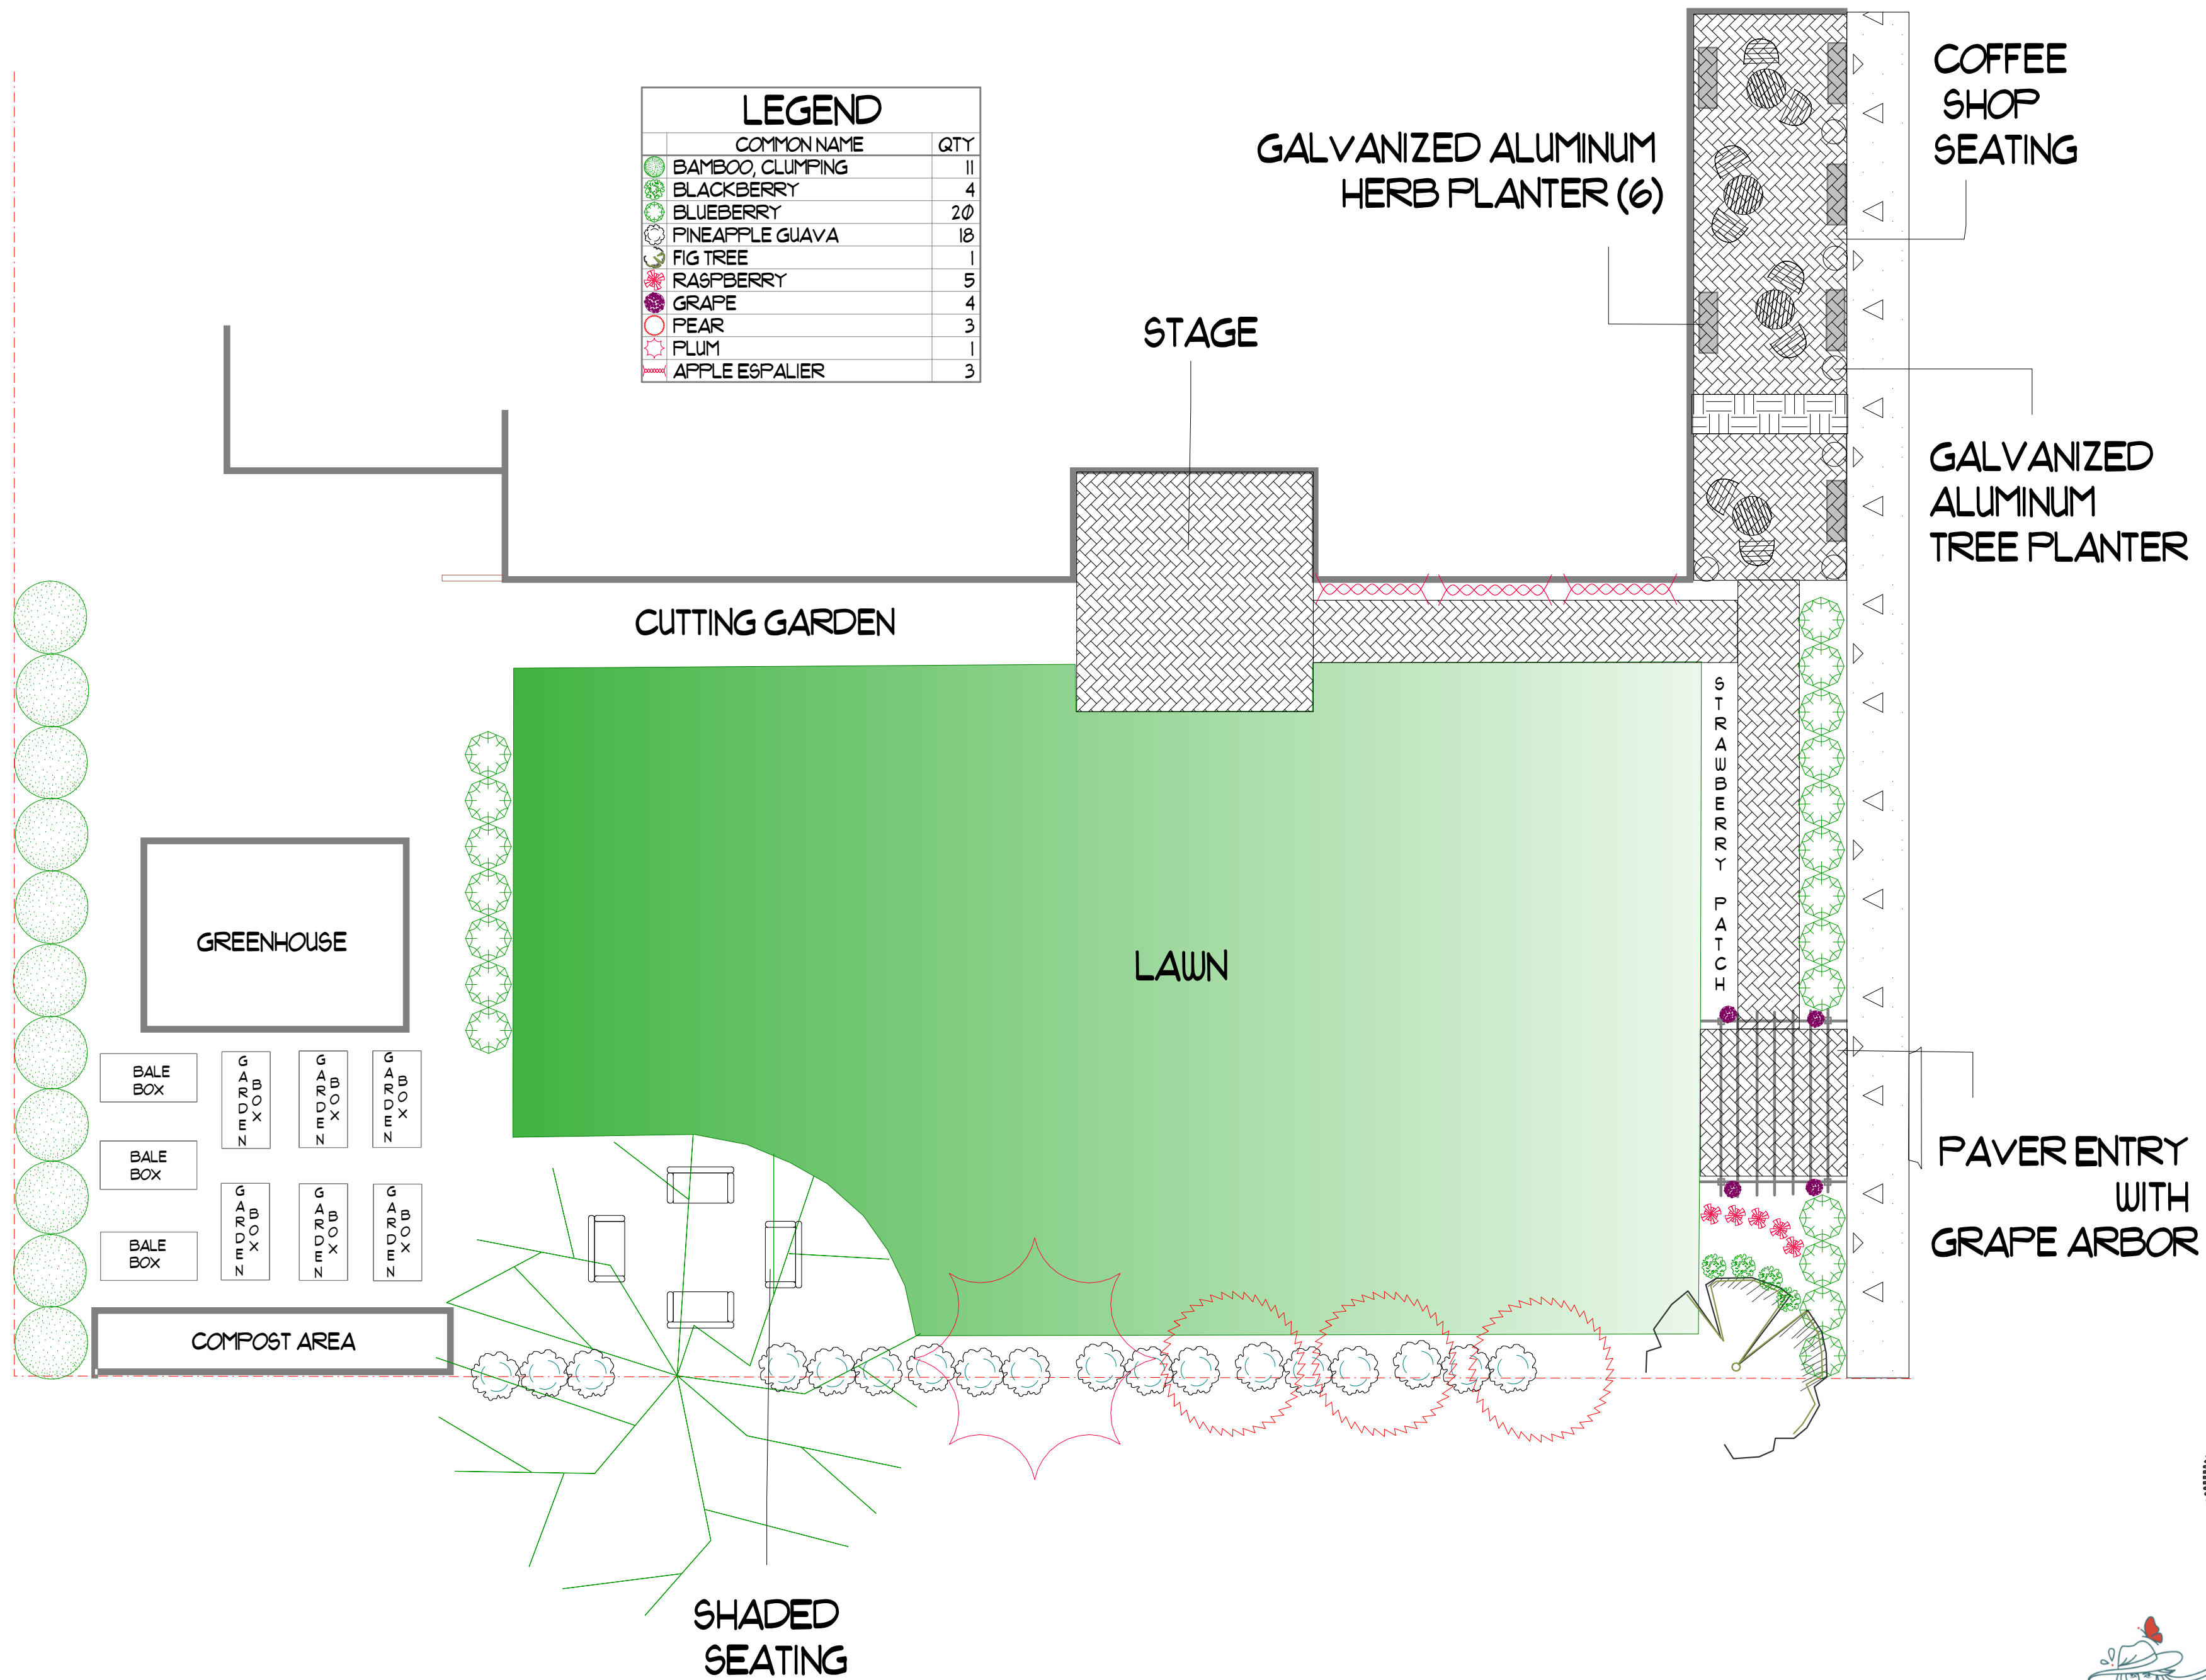 LEGEND
COMMON NAME QTY
BAMBOO, CLUMPING 11
BLACKBERRY 4
BLUEBERRY 20
PINEAPPLE GUAVA 18
FIG TREE 1
RASPBERRY 5
GRAPE 4
PEAR 3
PLUM 1
APPLE ESPALIER 3
COFFEE
SHOP
SEATING
GALVANIZED ALUMINUM
HERB PLANTER (6)
STAGE
GALVANIZED
ALUMINUM
TREE PLANTER
CUTTING GARDEN
STRAWBERRY PATCH
GREENHOUSE
LAWN
BALE
BOX
GARDEN
BOX
GARDEN
BOX
GARDEN
BOX
BALE
BOX
GARDEN
BOX
GARDEN
BOX
GARDEN
BOX
BALE
BOX
COMPOST AREA
PAVER ENTRY
WITH
GRAPE ARBOR
SHADED
SEATING